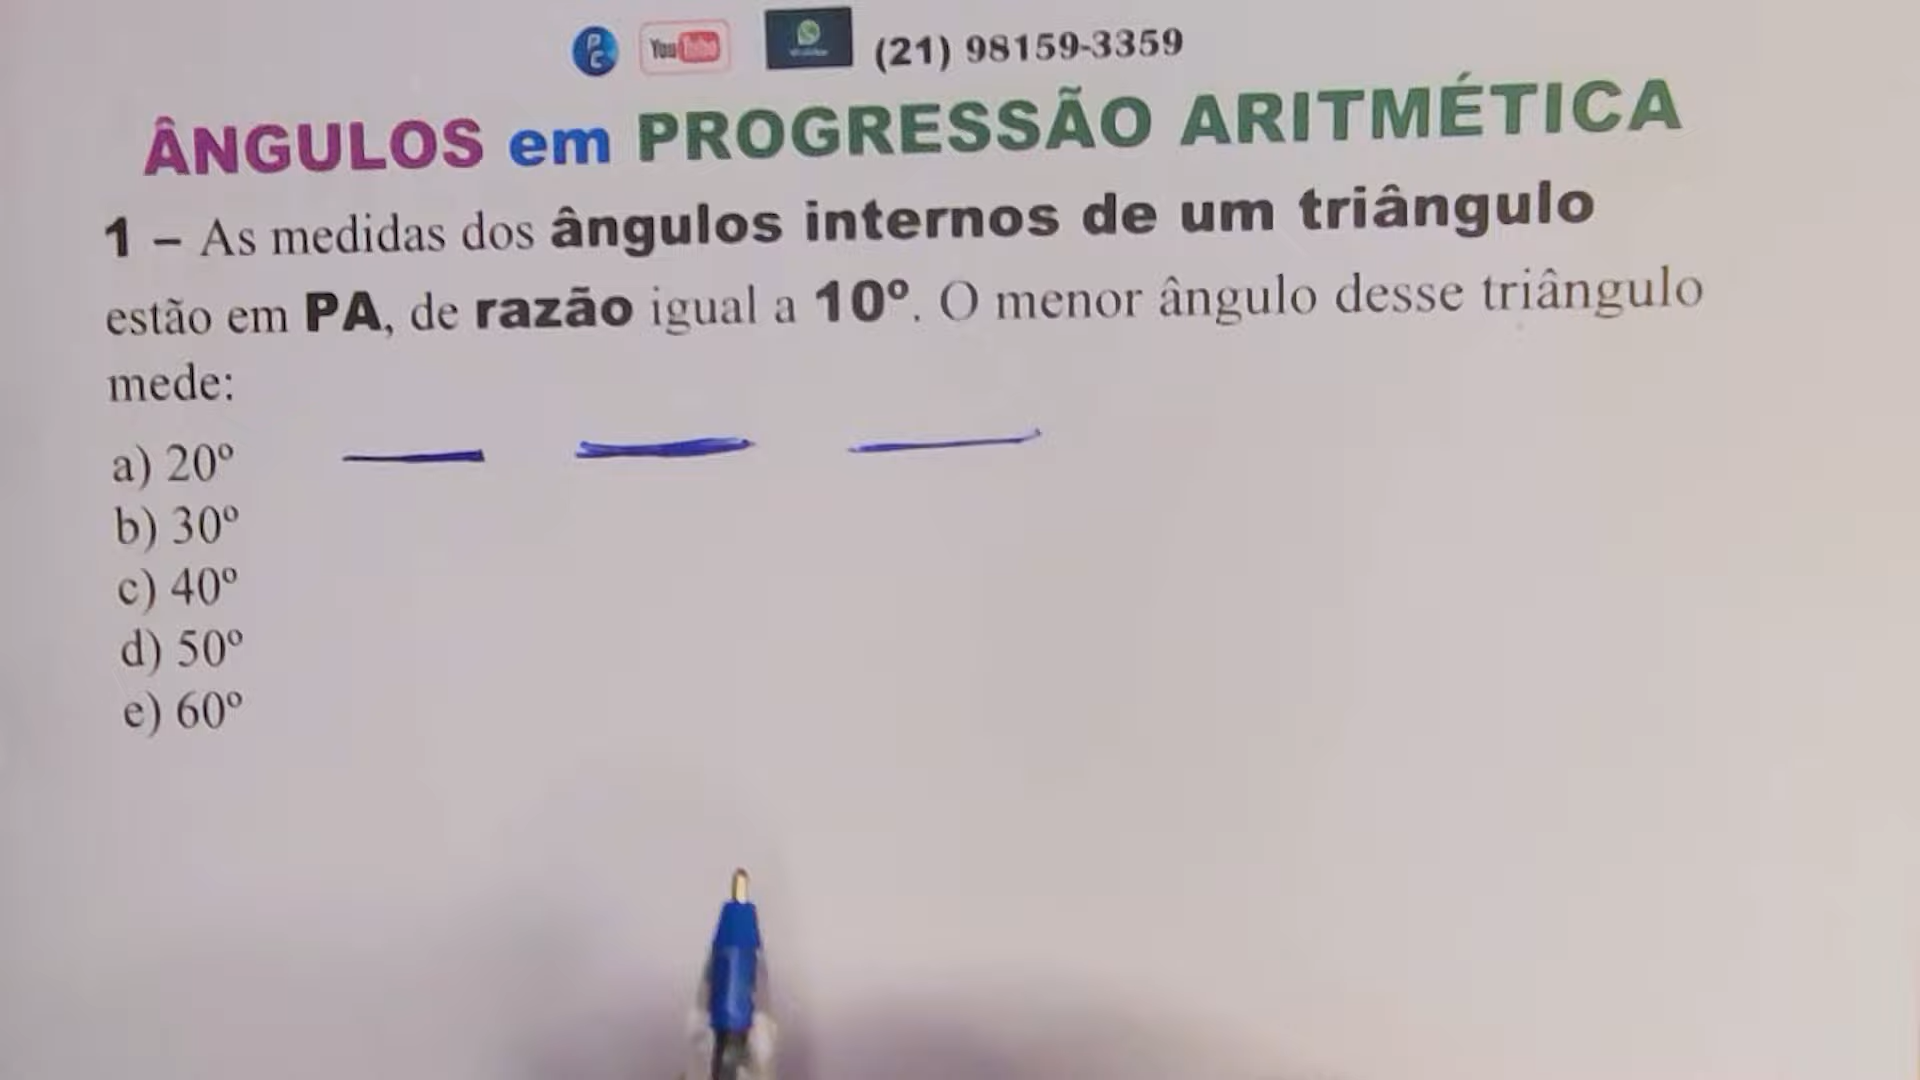 YouTube (21) 98159-3359
ÂNGULOS em PROGRESSÃO ARITMÉTICA
1 – As medidas dos ângulos internos de um triângulo
estão em PA, de razão igual a 10º. O menor ângulo desse triângulo
mede:
a) 20º
b) 30º
c) 40º
d) 50º
e) 60º